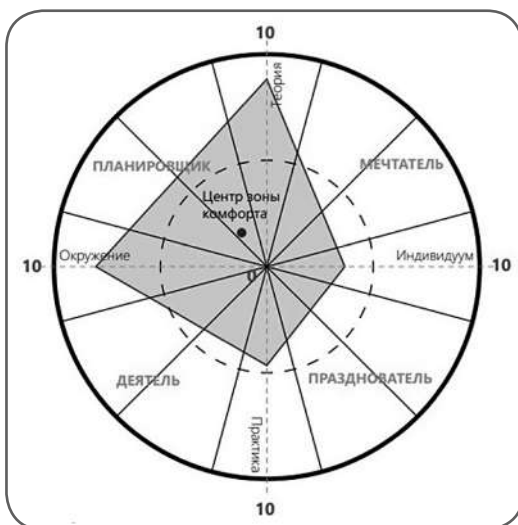 10
Теория
ПЛАНИРОВЩИК
МЕЧТАТЕЛЬ
Центр зоны
комфорта
10
Окружение
Индивидуум
10
0
ДЕЯТЕЛЬ
ПРАЗДНОВАТЕЛЬ
Практика
10